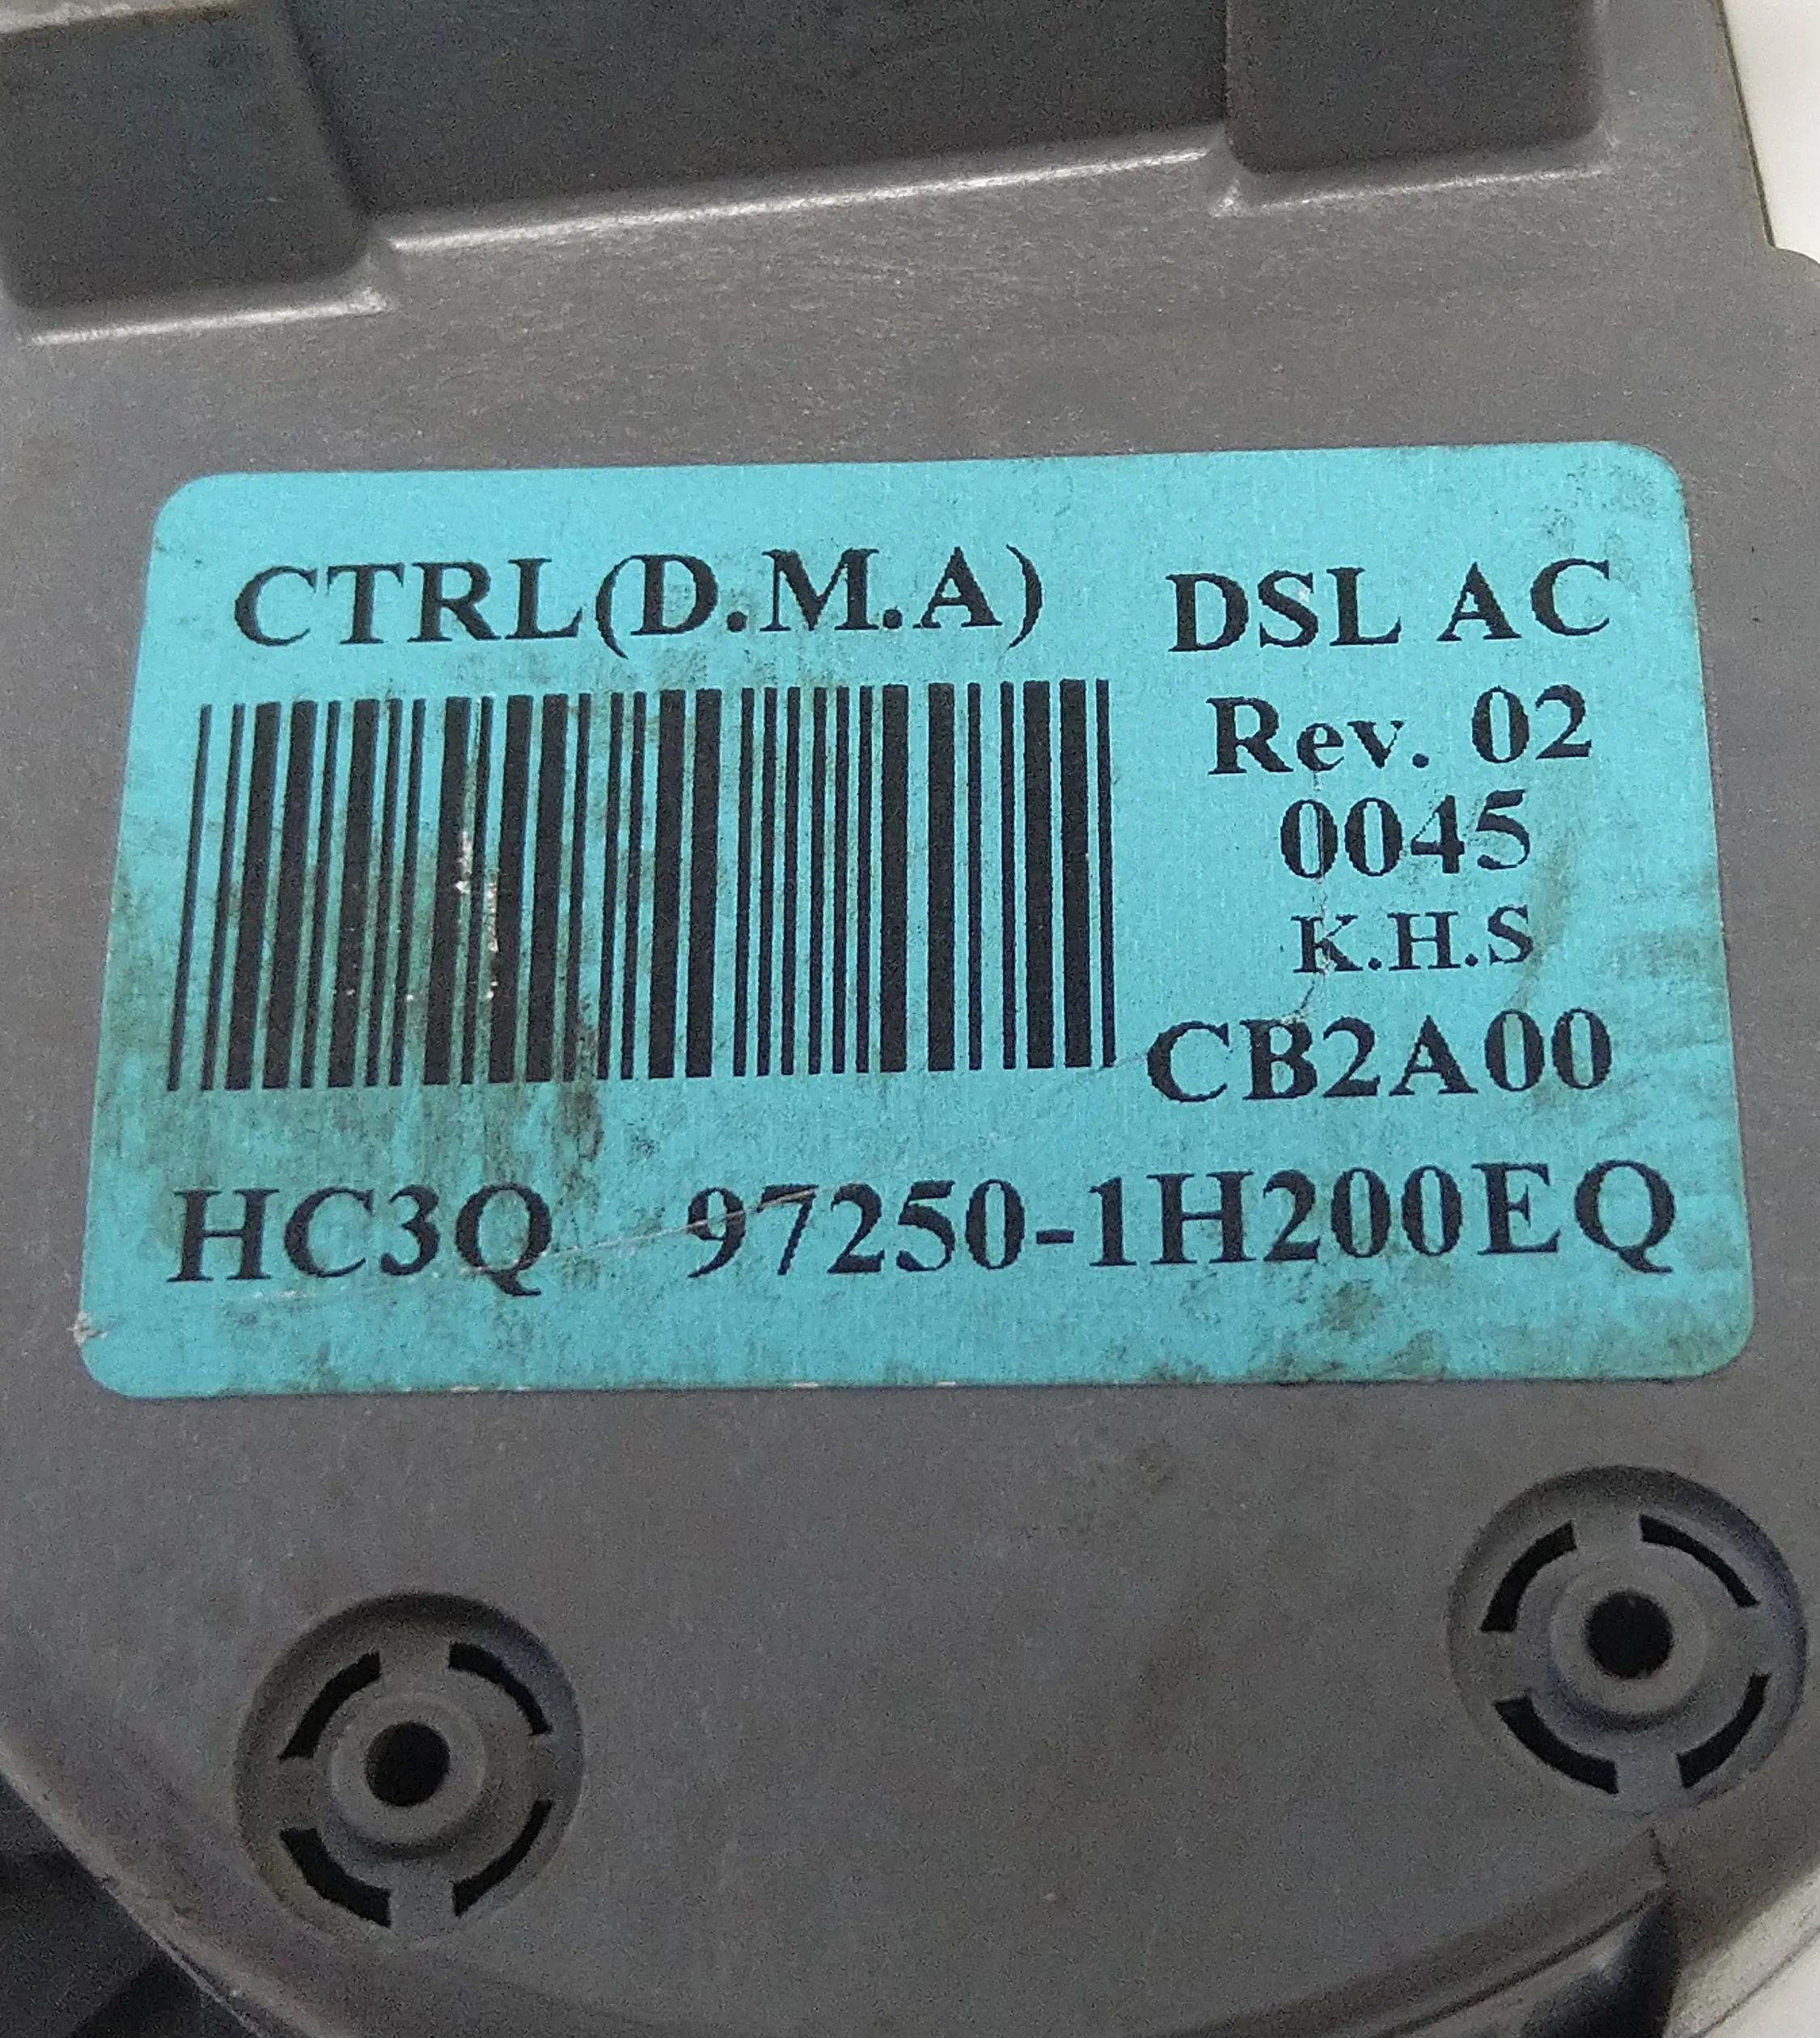 CTRL(D.M.A) DSL AC
Rev. 02
0045
K.H.S
CB2A00
HC3Q 97250-1H200EQ